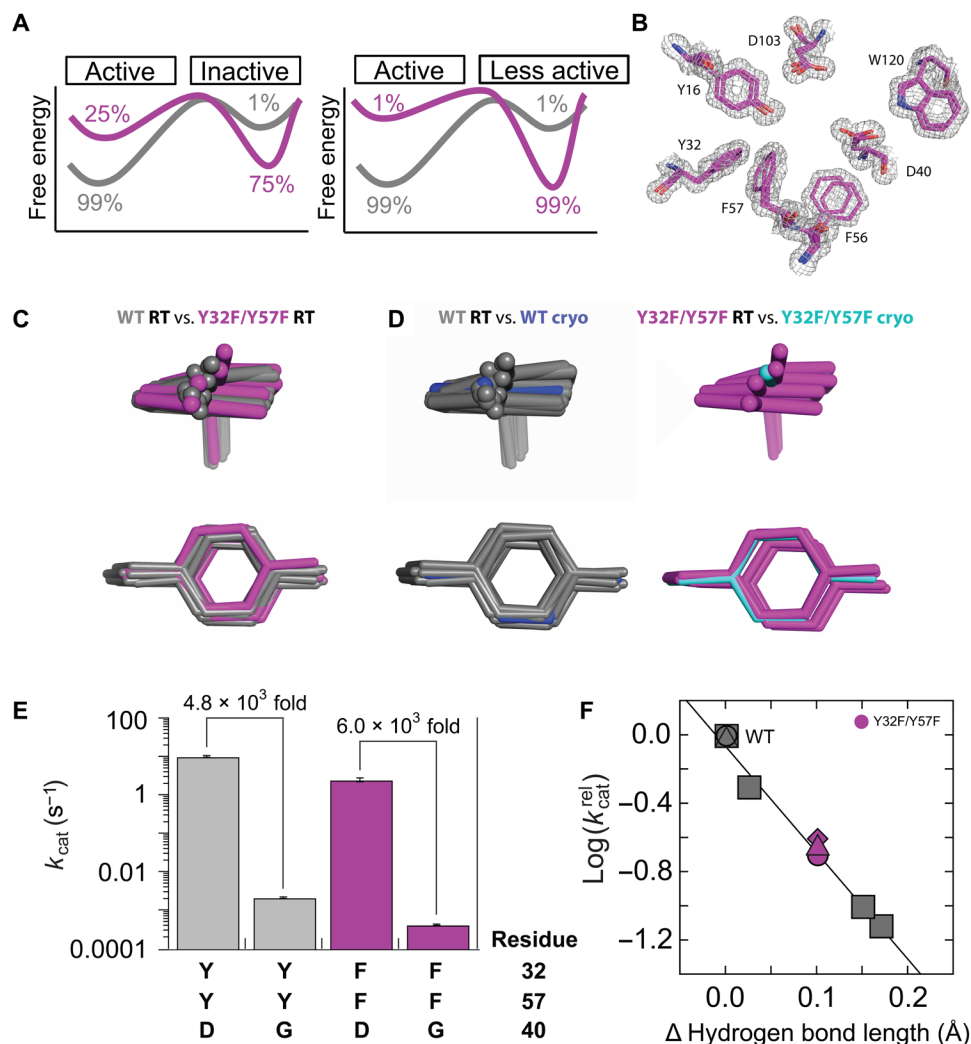 A
Active
Inactive
Free energy
25%
1%
99%
75%
Active
Less active
Free energy
1%
1%
99%
99%
B
D103
W120
Y16
Y32
D40
F57
F56
C
WT RT vs. Y32F/Y57F RT
D
WT RT vs. WT cryo
Y32F/Y57F RT vs. Y32F/Y57F cryo
E
4.8 × 10³ fold
6.0 × 10³ fold
k_cat (s⁻¹)
100
1
0.01
0.0001
Residue
Y Y F F 32
Y Y F F 57
D G D G 40
F
Y32F/Y57F
WT
Log (k_cat^rel)
0.0
−0.4
−0.8
−1.2
0.0 0.1 0.2
Δ Hydrogen bond length (Å)